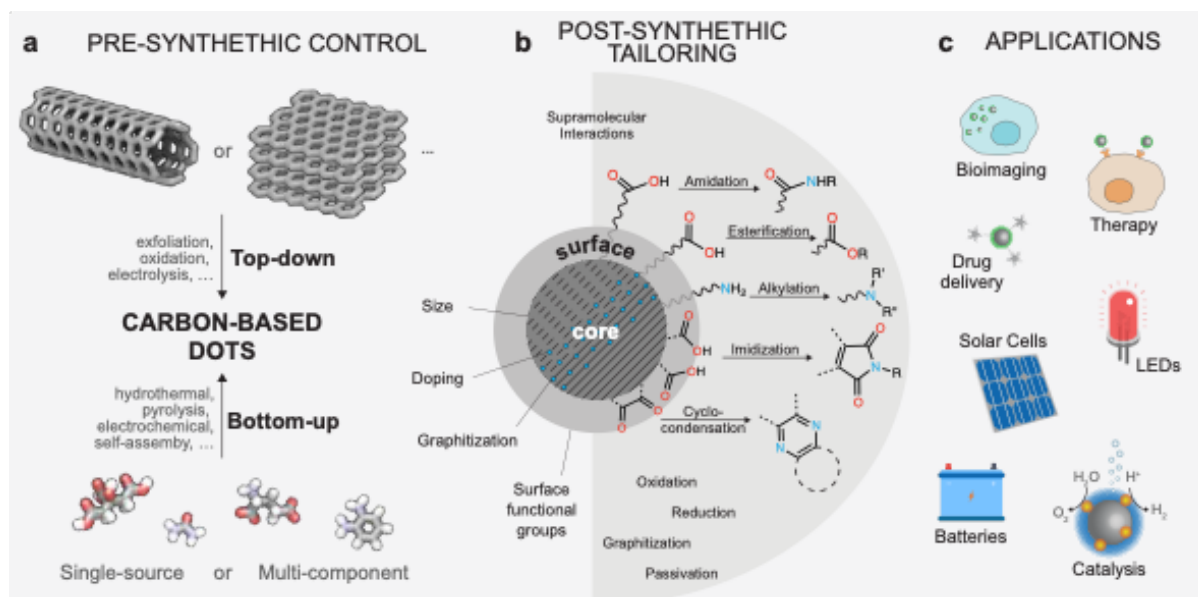 a PRE-SYNTHETHIC CONTROL
or
...
exfoliation,
oxidation,
electrolysis, ...
Top-down
CARBON-BASED
DOTS
hydrothermal,
pyrolysis,
electrochemical,
self-assemby, ...
Bottom-up
Single-source or Multi-component
b POST-SYNTHETHIC
TAILORING
Supramolecular
Interactions
O
OH
Amidation
O
NHR
surface
O
OH
Esterification
O
OR
NH2
Alkylation
R'
N
R"
Size
core
Doping
Graphitization
Surface
functional
groups
O
OH
O
OH
Imidization
O
N R
O
O
O
Cyclo-
condensation
N
N
Oxidation
Reduction
Graphitization
Passivation
c APPLICATIONS
Bioimaging
Therapy
Drug
delivery
LEDs
Solar Cells
Batteries
H2O
H+
O2
H2
Catalysis